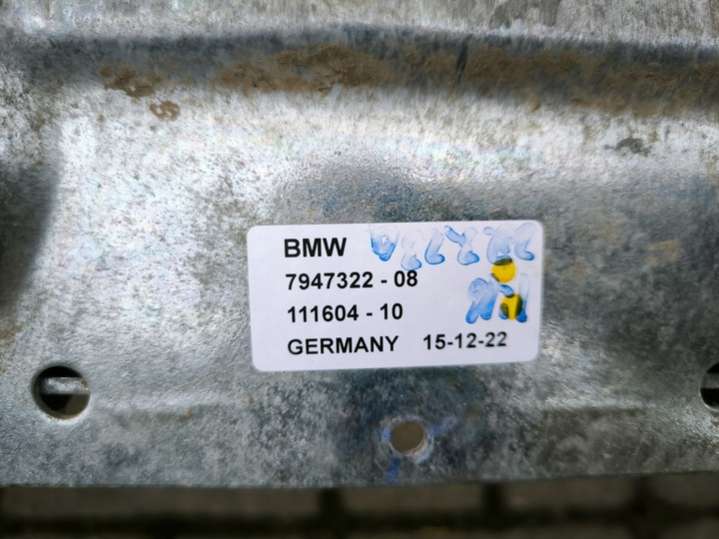 BMW
7947322 - 08
111604 - 10
GERMANY 15-12-22